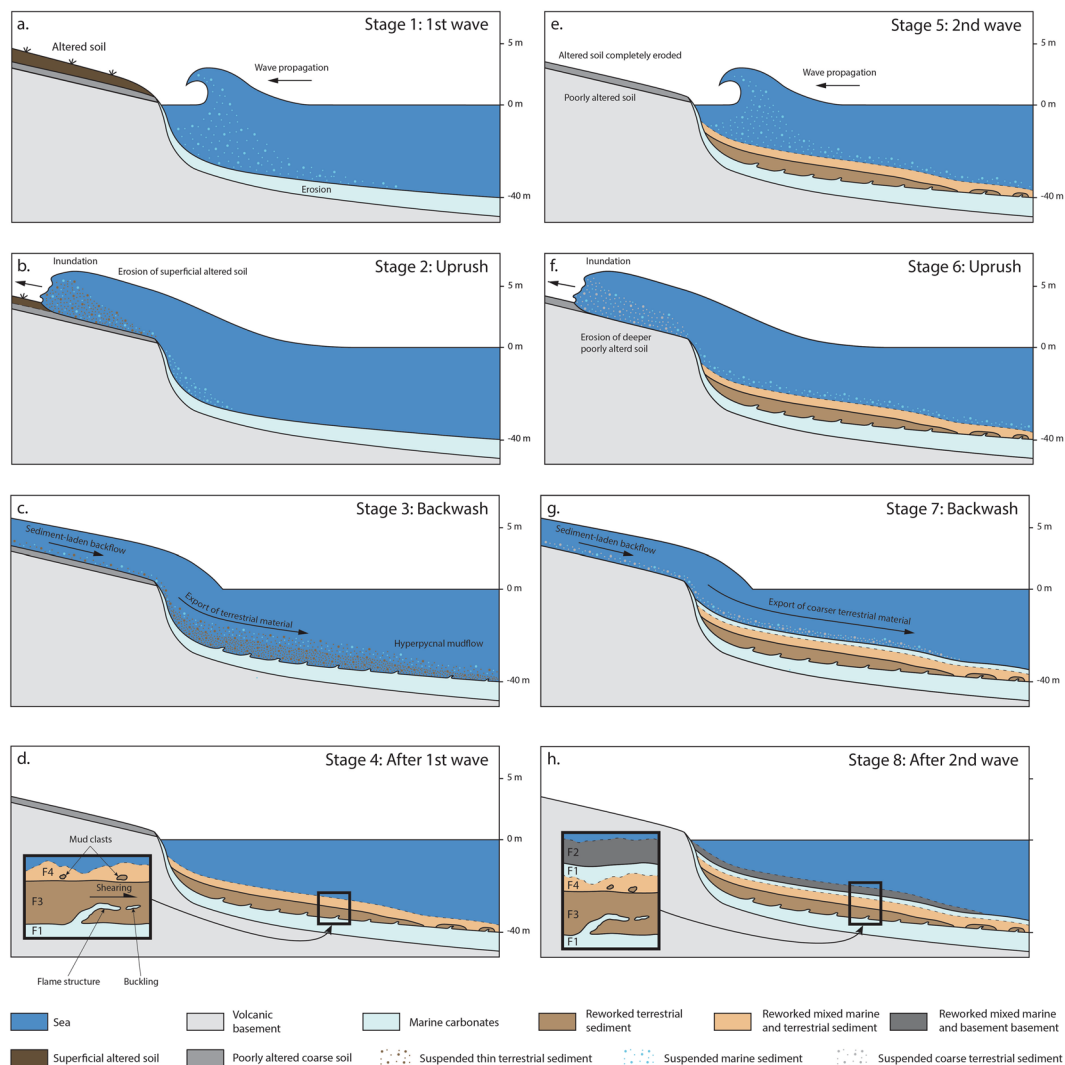 a.
Stage 1: 1st wave
Altered soil
Wave propagation
Erosion
5 m
0 m
-40 m
e.
Stage 5: 2nd wave
Altered soil completely eroded
Poorly altered soil
Wave propagation
5 m
0 m
-40 m
b.
Stage 2: Uprush
Inundation
Erosion of superficial altered soil
5 m
0 m
-40 m
f.
Stage 6: Uprush
Inundation
Erosion of deeper
poorly alterd soil
5 m
0 m
-40 m
c.
Stage 3: Backwash
Sediment-laden backflow
Export of terrestrial material
Hyperpycnal mudflow
5 m
0 m
-40 m
g.
Stage 7: Backwash
Sediment-laden backflow
Export of coarser terrestrial material
5 m
0 m
-40 m
d.
Stage 4: After 1st wave
Mud clasts
F4
Shearing
F3
F1
Flame structure
Buckling
5 m
0 m
-40 m
h.
Stage 8: After 2nd wave
F2
F1
F4
F3
F1
5 m
0 m
-40 m
Sea
Volcanic
basement
Marine carbonates
Reworked terrestrial
sediment
Reworked mixed marine
and terrestrial sediment
Reworked mixed marine
and basement basement
Superficial altered soil
Poorly altered coarse soil
Suspended thin terrestrial sediment
Suspended marine sediment
Suspended coarse terrestrial sediment